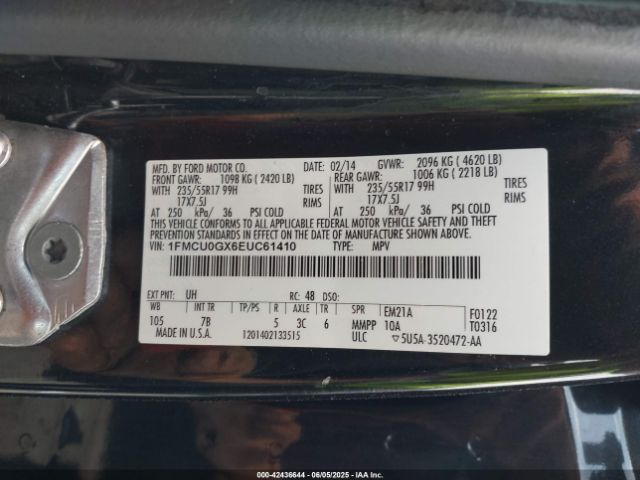 MFD. BY FORD MOTOR CO. DATE: 02/14 GVWR: 2096 KG ( 4620 LB)
FRONT GAWR: 1098 KG ( 2420 LB) REAR GAWR: 1006 KG ( 2218 LB)
WITH 235/55R17 99H TIRES WITH 235/55R17 99H TIRES
17X7.5J RIMS 17X7.5J RIMS
AT 250 kPa/ 36 PSI COLD AT 250 kPa/ 36 PSI COLD
THIS VEHICLE CONFORMS TO ALL APPLICABLE FEDERAL MOTOR VEHICLE SAFETY AND THEFT
PREVENTION STANDARDS IN EFFECT ON THE DATE OF MANUFACTURE SHOWN ABOVE.
VIN: 1FMCU0GX6EUC61410 TYPE: MPV
EXT PNT: UH RC: 48 DSO:
WB INT TR TP/PS R AXLE TR SPR EM21A F0122
105 7B 5 3C 6 MMPP 10A T0316
MADE IN U.S.A. 1201402133515 ULC ▽5U5A-3520472-AA
000-42436644 - 06/05/2025 - IAA Inc.